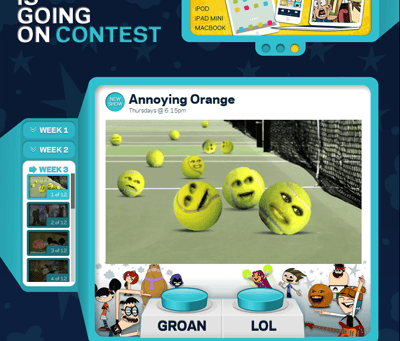 IS
GOING
ON CONTEST
IPOD
IPAD MINI
MACBOOK
NEW
SHOW
Annoying Orange
Thursdays @ 6:15pm
WEEK 1
WEEK 2
WEEK 3
1 of 12
2 of 12
3 of 12
4 of 12
GROAN
LOL